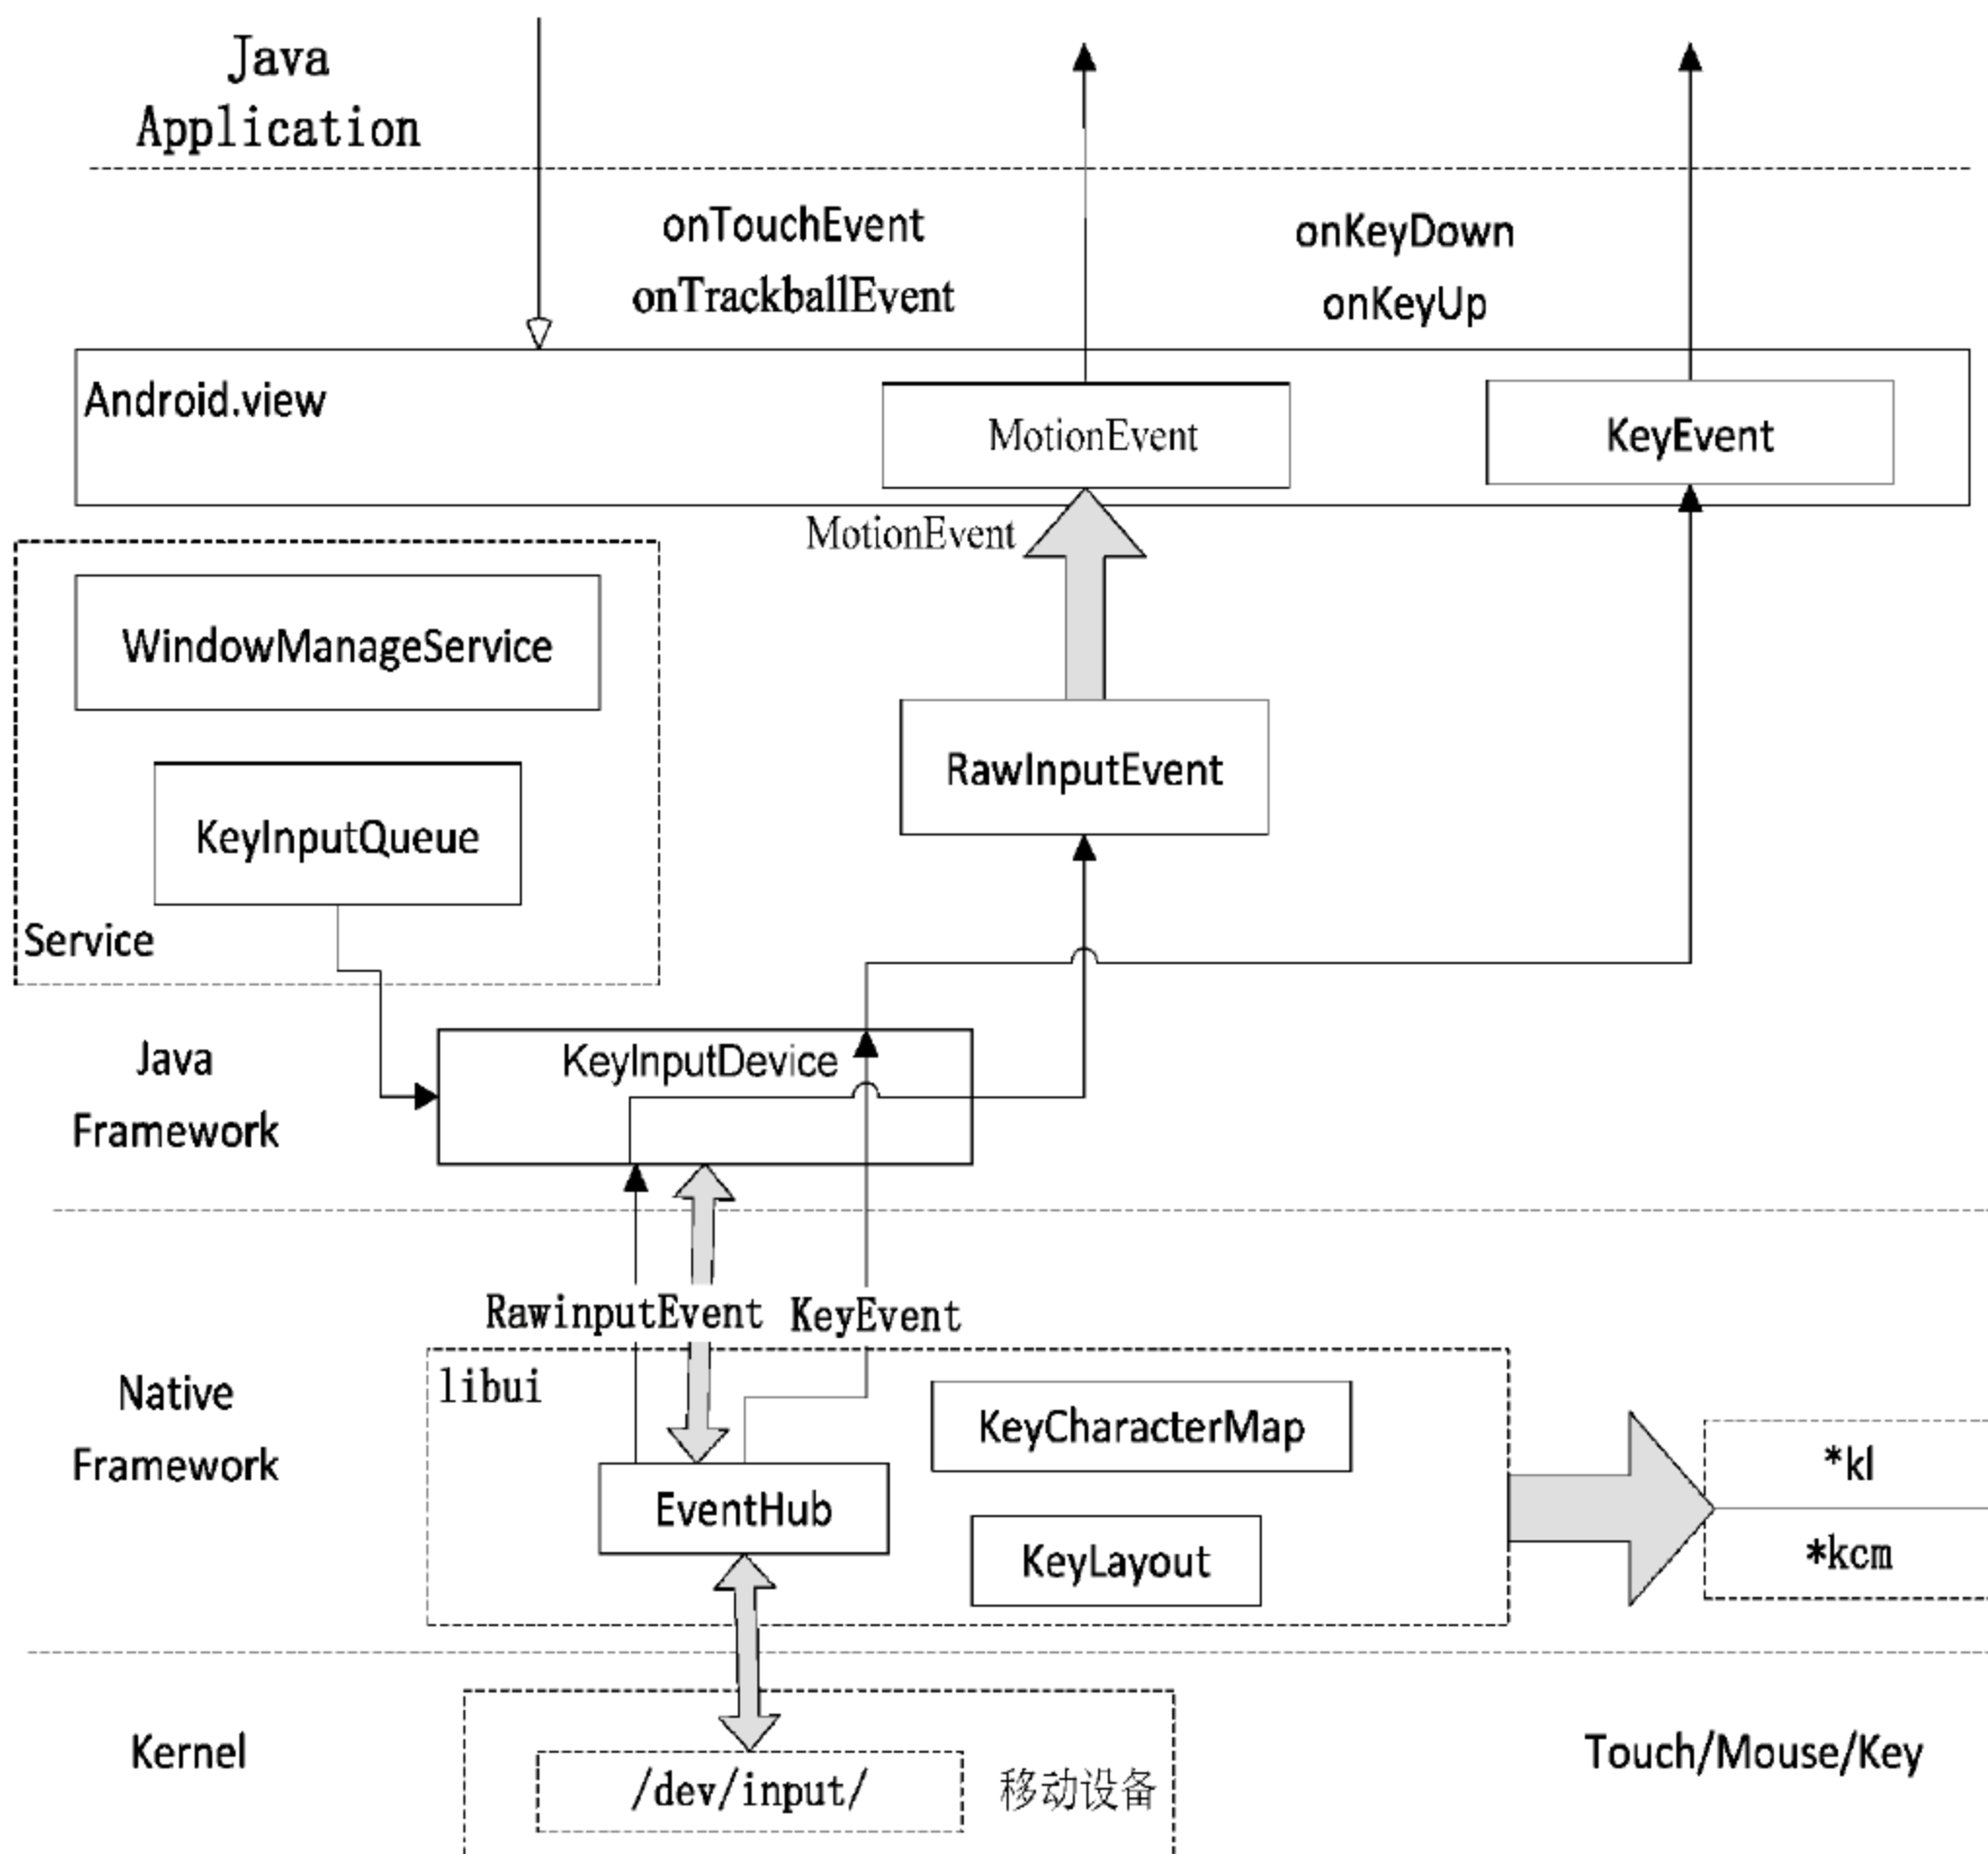 Java
Application
onTouchEvent
onTrackballEvent
onKeyDown
onKeyUp
Android.view
MotionEvent
KeyEvent
MotionEvent
WindowManageService
RawInputEvent
KeyInputQueue
Service
Java
Framework
KeyInputDevice
RawinputEvent
KeyEvent
Native
Framework
libui
KeyCharacterMap
*kl
EventHub
KeyLayout
*kcm
Kernel
/dev/input/
移动设备
Touch/Mouse/Key